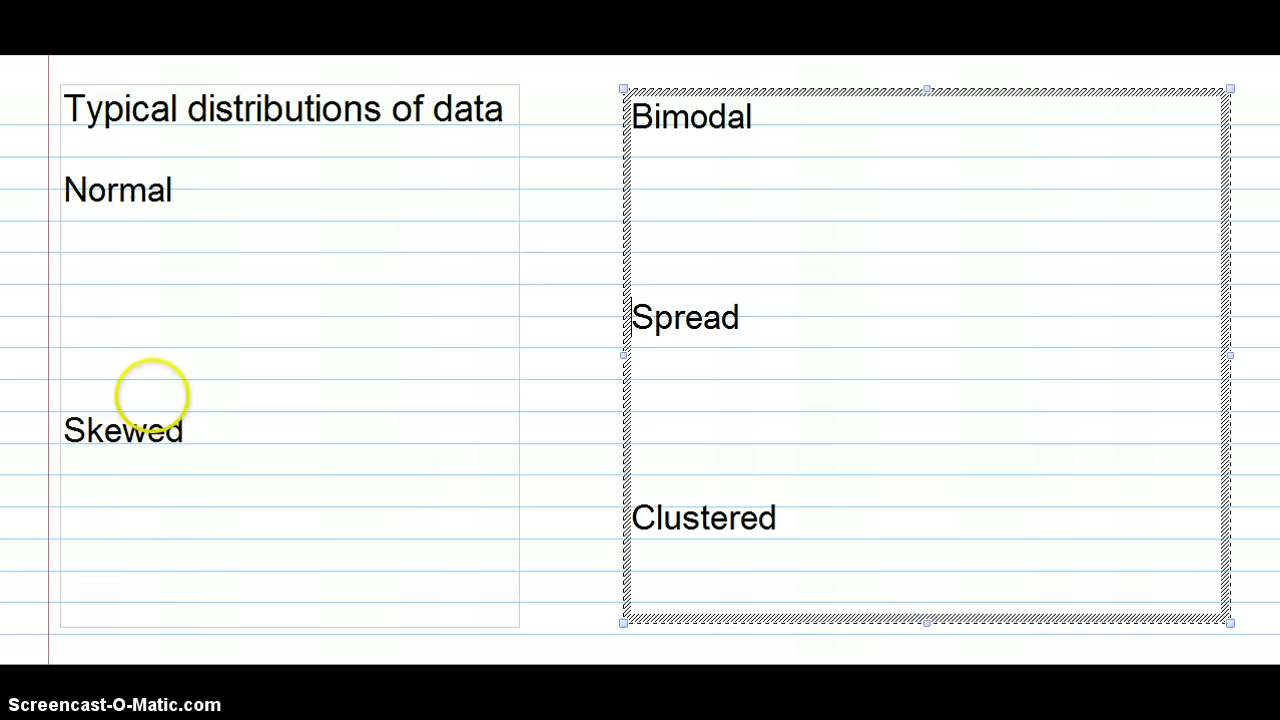 Typical distributions of data
Normal
Skewed
Bimodal
Spread
Clustered
Screencast-O-Matic.com